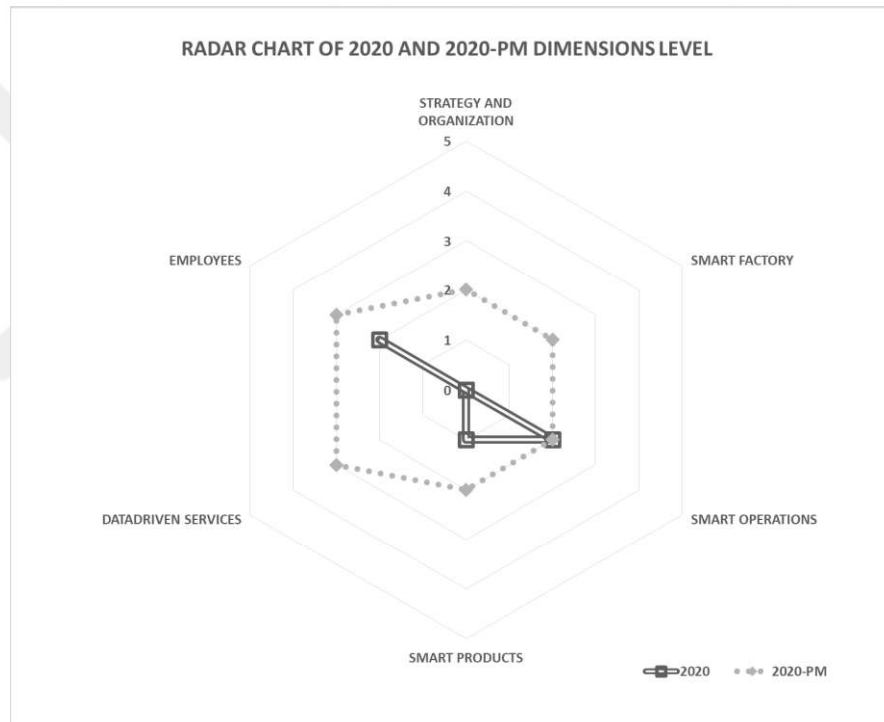 RADAR CHART OF 2020 AND 2020-PM DIMENSIONS LEVEL
STRATEGY AND
ORGANIZATION
5
4
3
2
1
0
EMPLOYEES
SMART FACTORY
DATADRIVEN SERVICES
SMART OPERATIONS
SMART PRODUCTS
2020
2020-PM